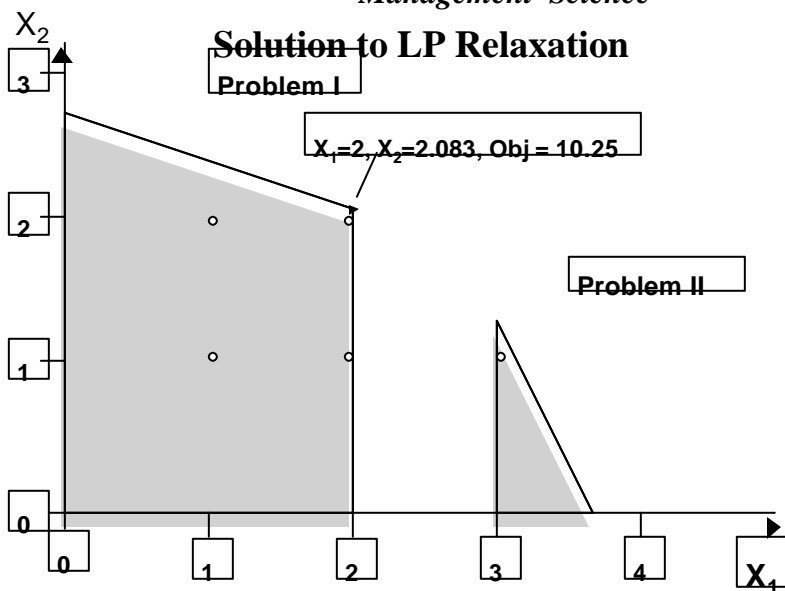 Management Science
Solution to LP Relaxation
X₂
3
Problem I
X₁=2, X₂=2.083, Obj = 10.25
2
Problem II
1
0
0
1
2
3
4
X₁